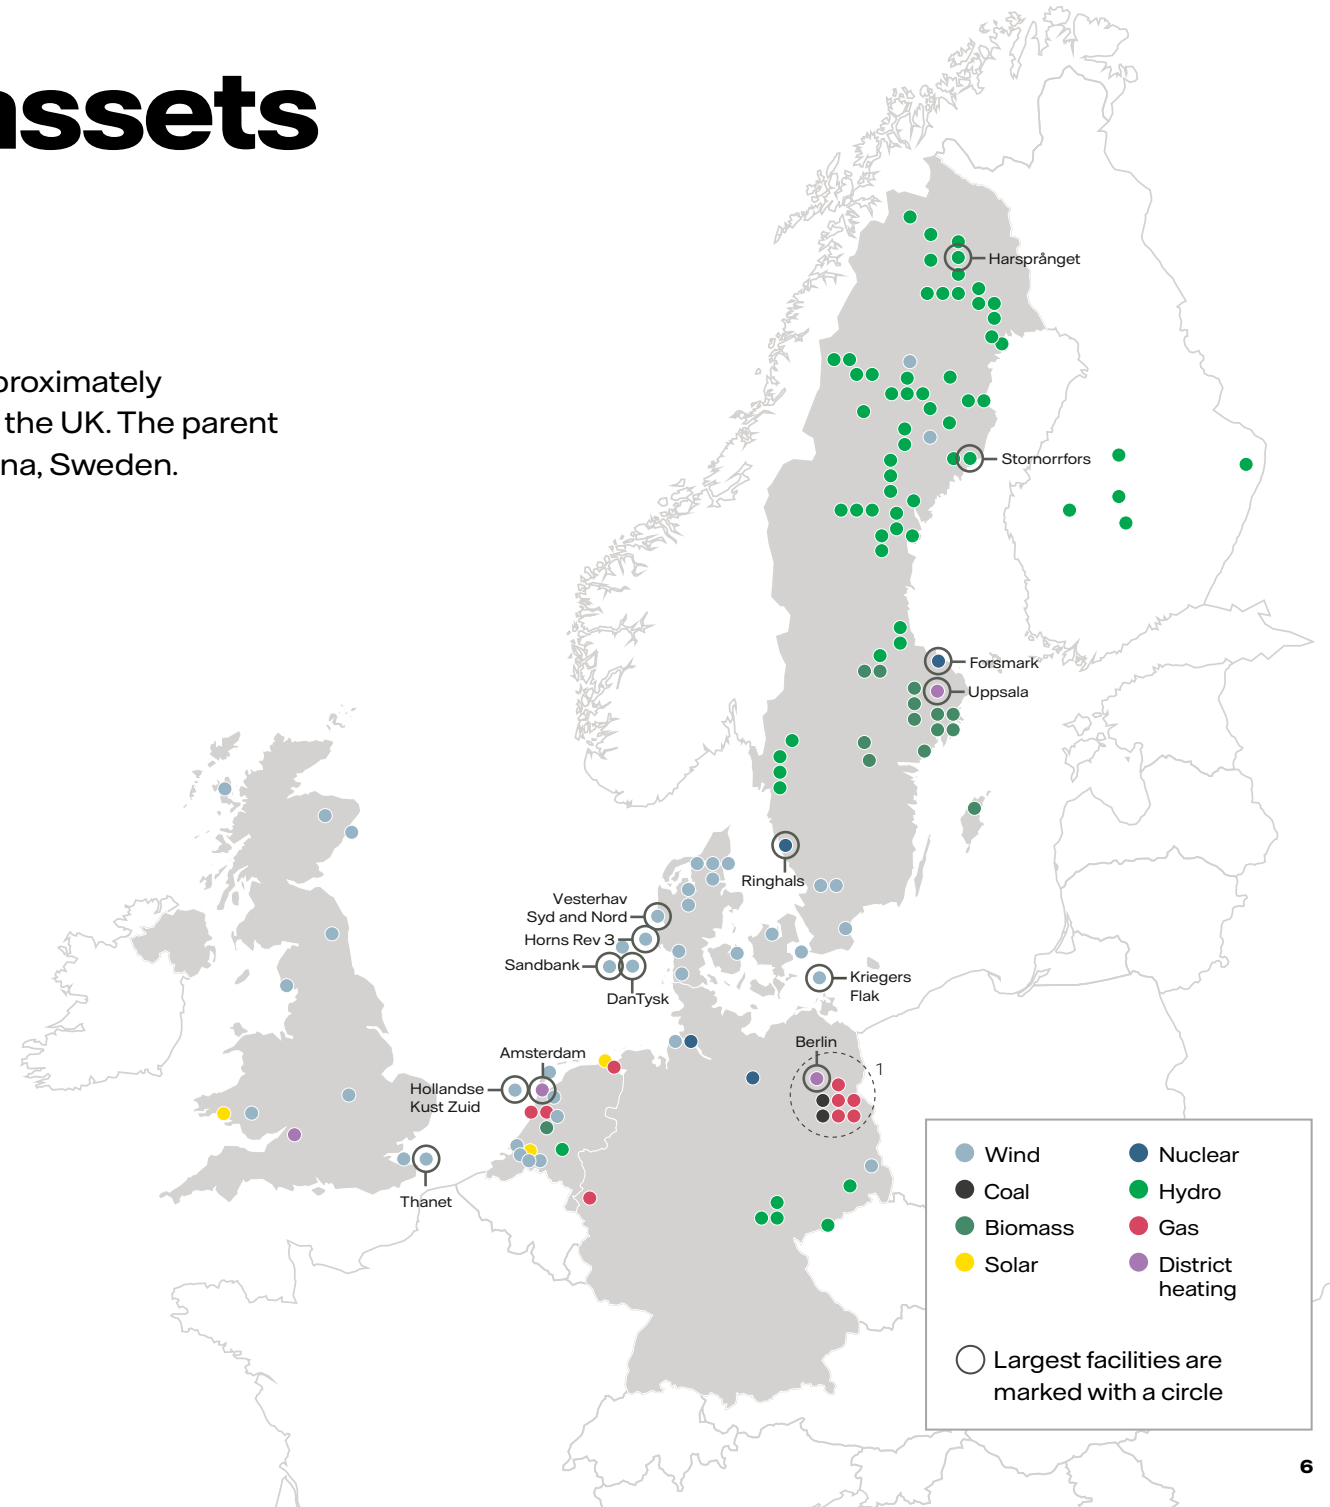 assets
proximately
the UK. The parent
na, Sweden.
Harsprånget
Stornorrfors
Forsmark
Uppsala
Ringhals
Vesterhav
Syd and Nord
Horns Rev 3
Sandbank
DanTysk
Kriegers
Flak
Berlin
1
Amsterdam
Hollandse
Kust Zuid
Thanet
Wind
Coal
Biomass
Solar
Nuclear
Hydro
Gas
District
heating
Largest facilities are
marked with a circle
6